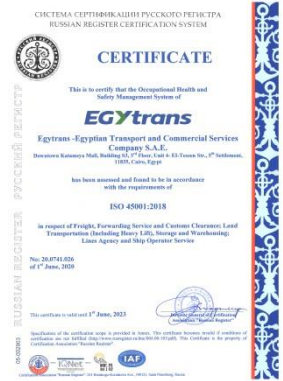 СИСТЕМА СЕРТИФИКАЦИИ РУССКОГО РЕГИСТРА
RUSSIAN REGISTER CERTIFICATION SYSTEM
CERTIFICATE
This is to certify that the Occupational Health and
Safety Management System of
EGYtrans
Egytrans -Egyptian Transport and Commercial Services
Company S.A.E.
Downtown Katameya Mall, Building S3, 3rd Floor, Unit 4- El-Teseen Str., 5th Settlement,
11835, Cairo, Egypt
has been assessed and found to be in accordance
with the requirements of
ISO 45001:2018
in respect of Freight, Forwarding Service and Customs Clearance; Land
Transportation (Including Heavy Lift), Storage and Warehousing;
Lines Agency and Ship Operator Service
No: 20.0741.026
of 1st June, 2020
This certificate is valid until 1st June, 2023
RUSSIAN REGISTER РУССКИЙ РЕГИСТР
IQNet
IAF